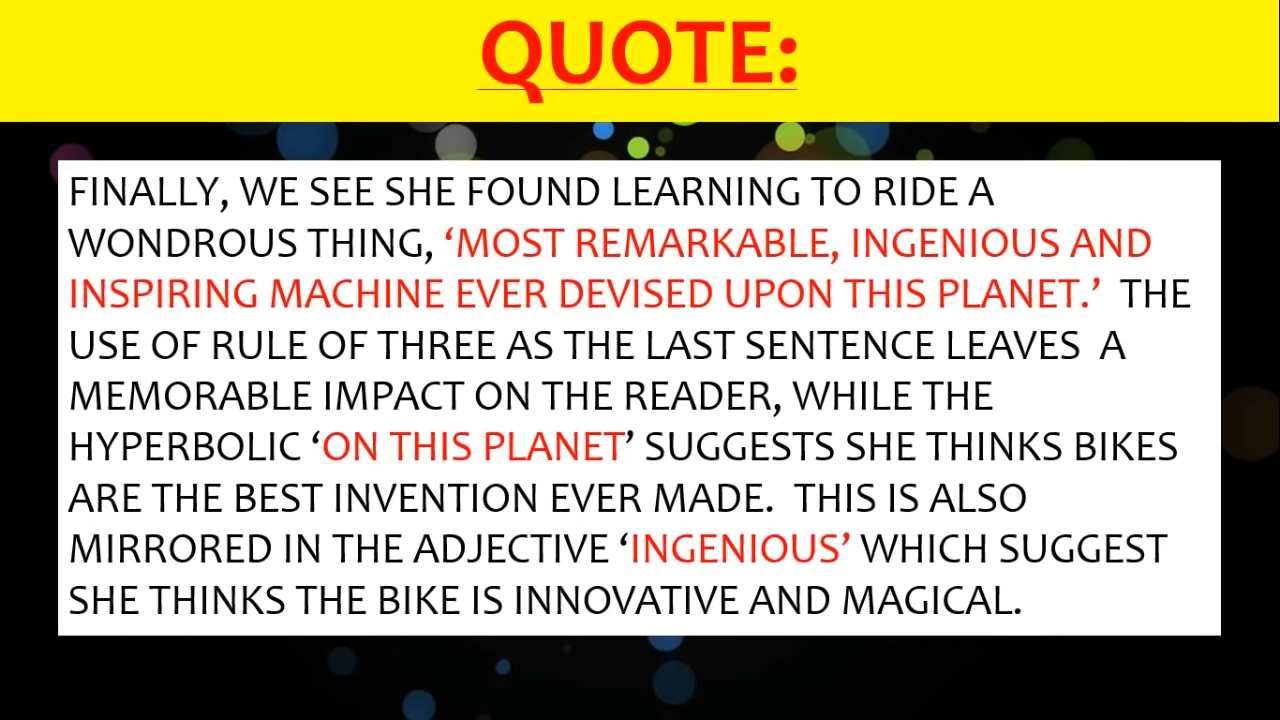 QUOTE:
FINALLY, WE SEE SHE FOUND LEARNING TO RIDE A
WONDROUS THING, ‘MOST REMARKABLE, INGENIOUS AND
INSPIRING MACHINE EVER DEVISED UPON THIS PLANET.’ THE
USE OF RULE OF THREE AS THE LAST SENTENCE LEAVES A
MEMORABLE IMPACT ON THE READER, WHILE THE
HYPERBOLIC ‘ON THIS PLANET’ SUGGESTS SHE THINKS BIKES
ARE THE BEST INVENTION EVER MADE. THIS IS ALSO
MIRRORED IN THE ADJECTIVE ‘INGENIOUS’ WHICH SUGGEST
SHE THINKS THE BIKE IS INNOVATIVE AND MAGICAL.